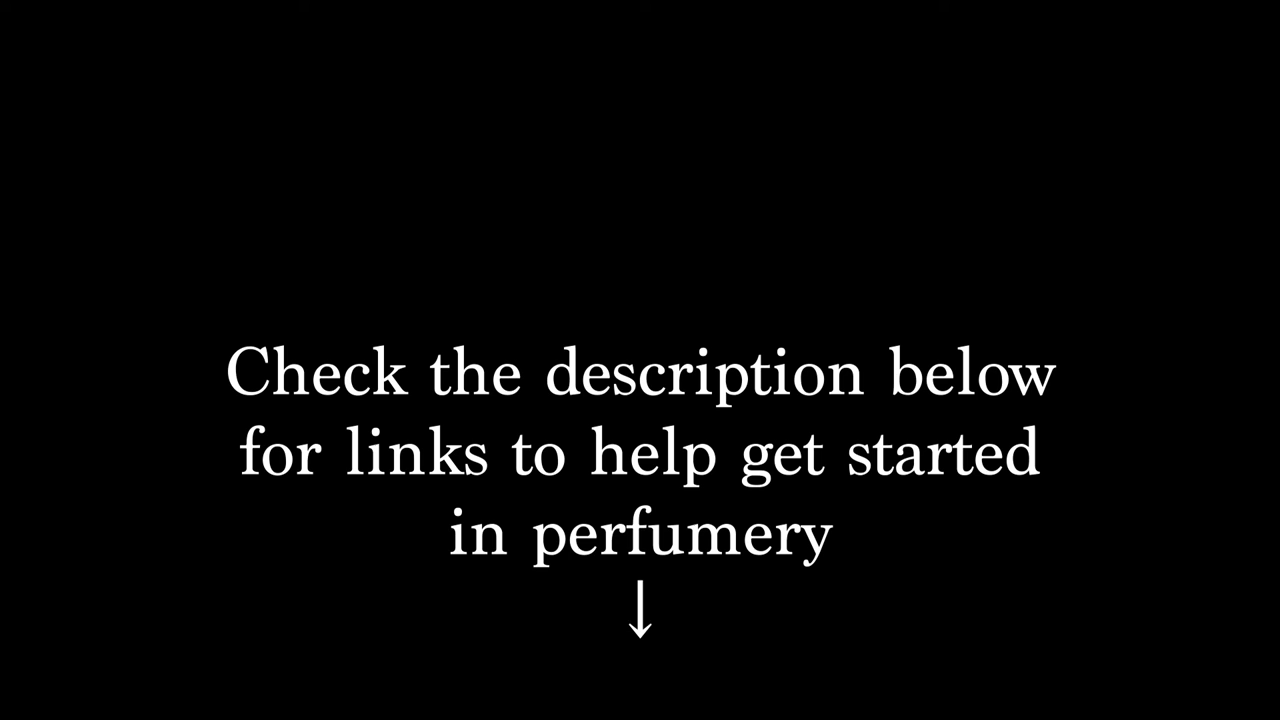 Check the description below
for links to help get started
in perfumery
↓